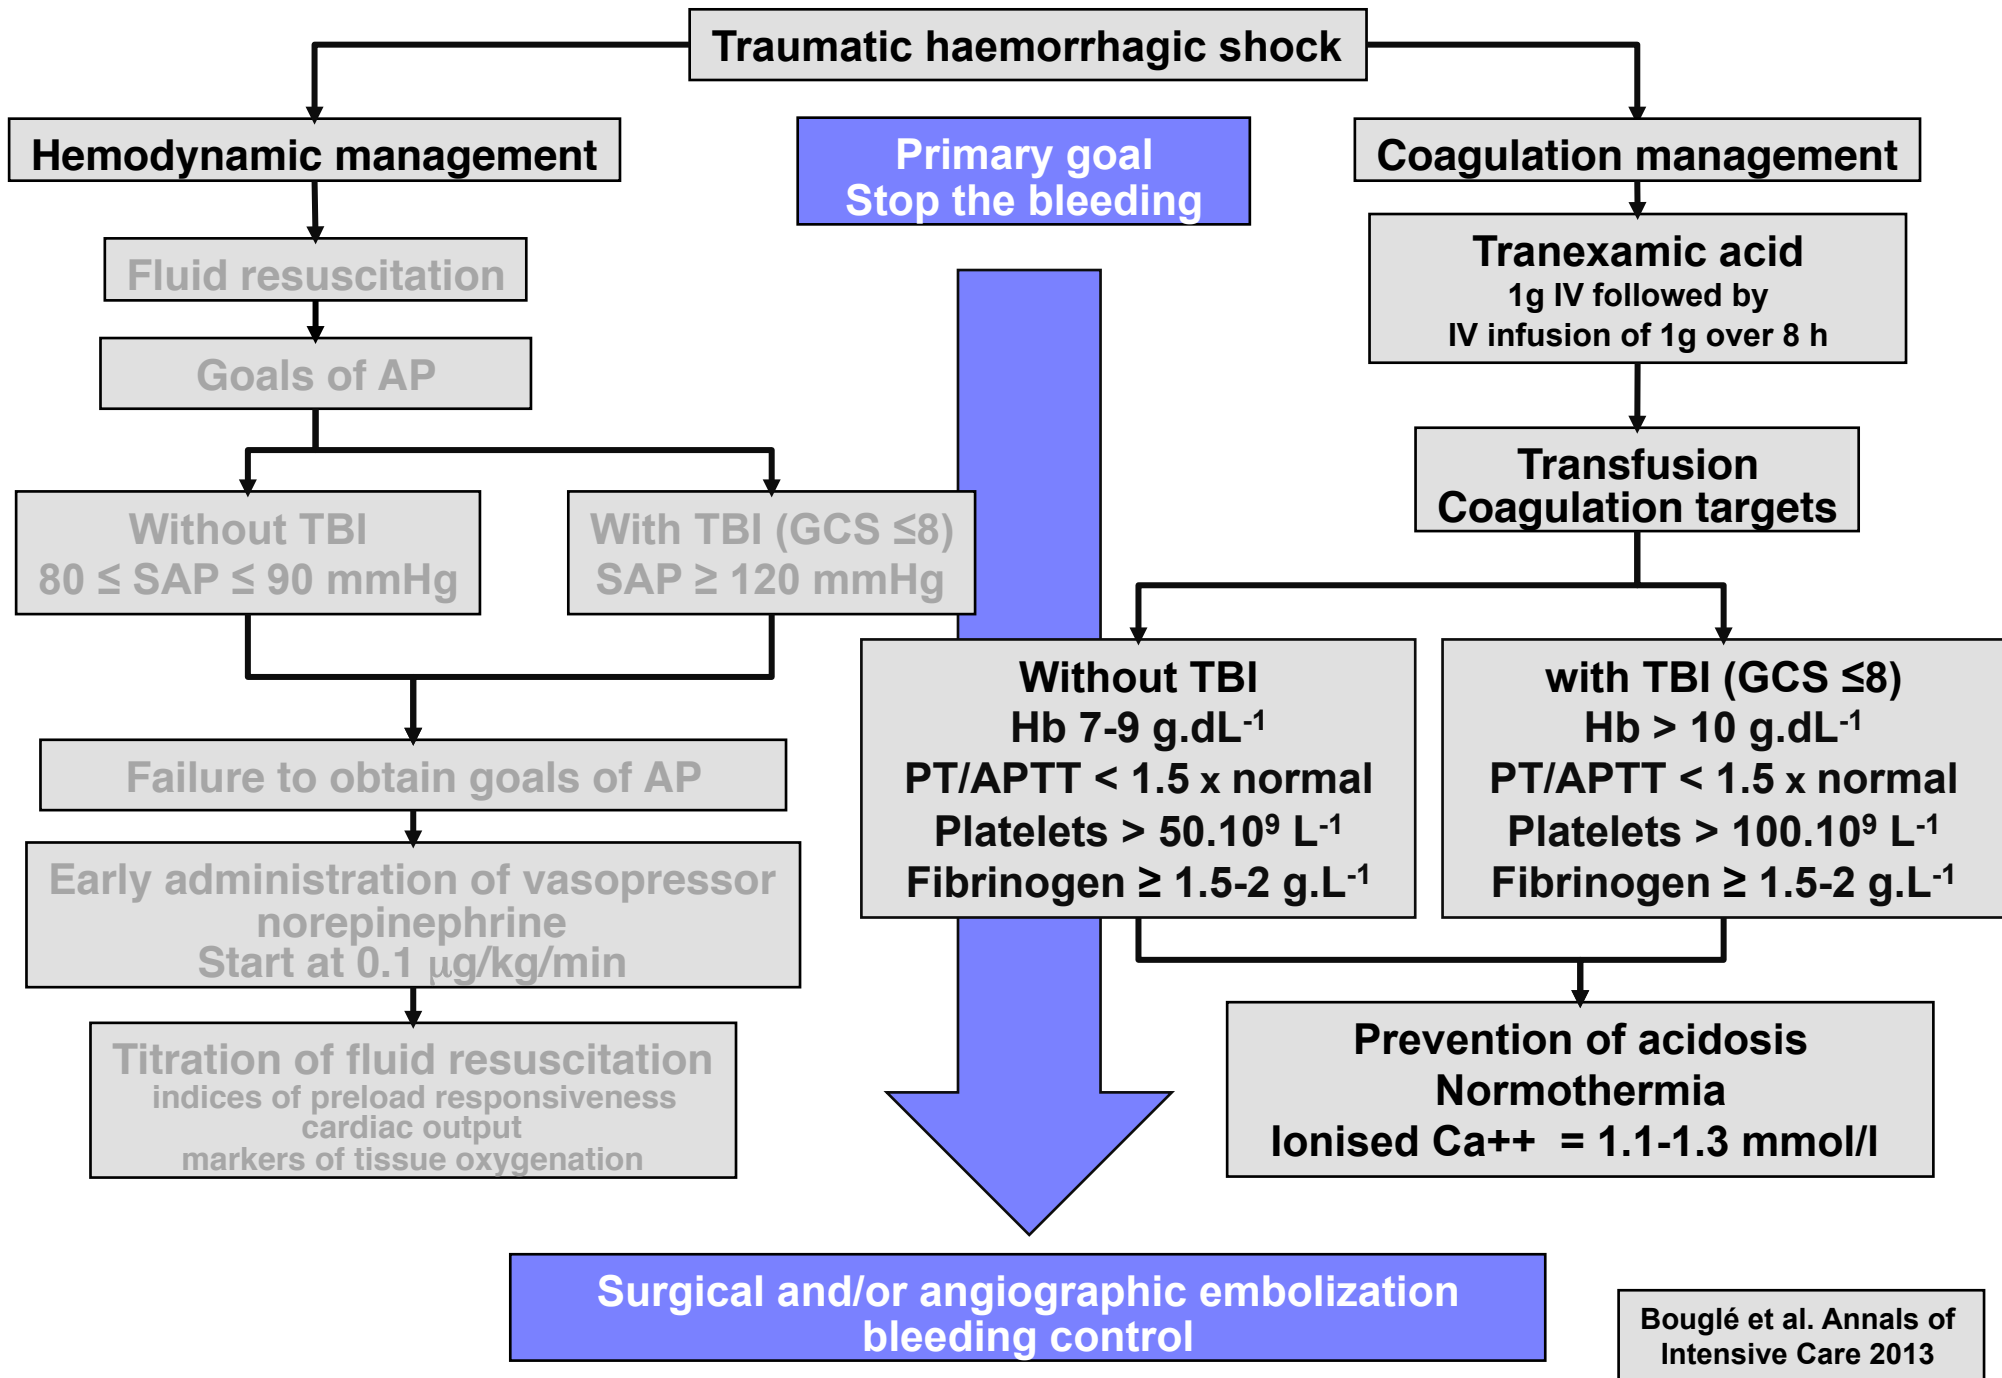 Traumatic haemorrhagic shock
Hemodynamic management
Primary goal
Stop the bleeding
Coagulation management
Fluid resuscitation
Goals of AP
Without TBI
80 ≤ SAP ≤ 90 mmHg
With TBI (GCS ≤8)
SAP ≥ 120 mmHg
Failure to obtain goals of AP
Early administration of vasopressor
norepinephrine
Start at 0.1 μg/kg/min
Titration of fluid resuscitation
indices of preload responsiveness
cardiac output
markers of tissue oxygenation
Tranexamic acid
1g IV followed by
IV infusion of 1g over 8 h
Transfusion
Coagulation targets
Without TBI
Hb 7-9 g.dL⁻¹
PT/APTT < 1.5 x normal
Platelets > 50.10⁹ L⁻¹
Fibrinogen ≥ 1.5-2 g.L⁻¹
with TBI (GCS ≤8)
Hb > 10 g.dL⁻¹
PT/APTT < 1.5 x normal
Platelets > 100.10⁹ L⁻¹
Fibrinogen ≥ 1.5-2 g.L⁻¹
Prevention of acidosis
Normothermia
Ionised Ca++ = 1.1-1.3 mmol/l
Surgical and/or angiographic embolization
bleeding control
Bouglé et al. Annals of
Intensive Care 2013